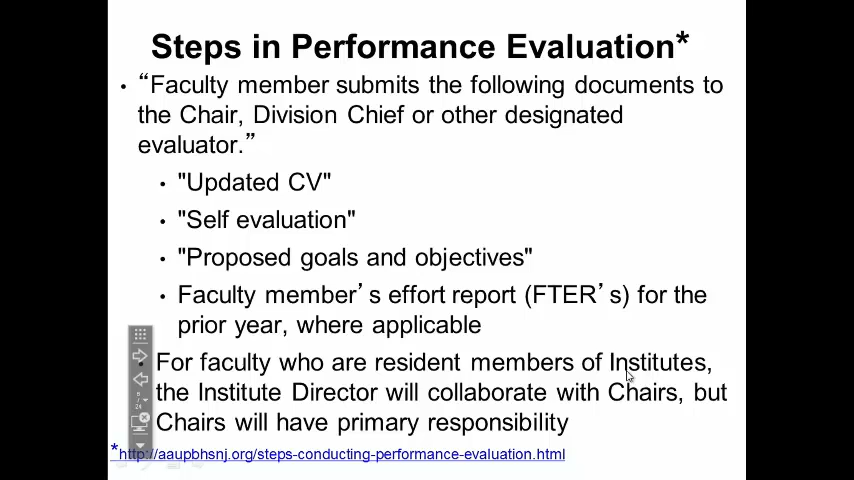 Steps in Performance Evaluation*
• “Faculty member submits the following documents to
the Chair, Division Chief or other designated
evaluator.”
• "Updated CV"
• "Self evaluation"
• "Proposed goals and objectives"
• Faculty member’s effort report (FTER’s) for the
prior year, where applicable
• For faculty who are resident members of Institutes,
the Institute Director will collaborate with Chairs, but
Chairs will have primary responsibility
*http://aaupbhsnj.org/steps-conducting-performance-evaluation.html